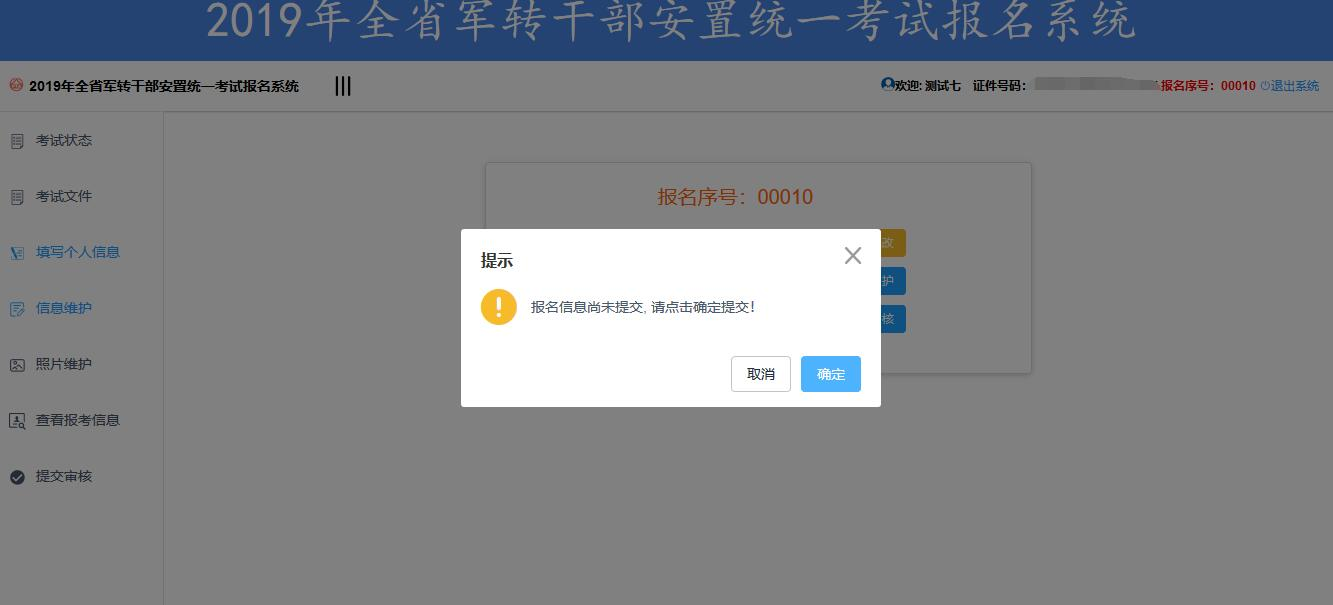 2019年全省军转干部安置统一考试报名系统
2019年全省军转干部安置统一考试报名系统 欢迎: 测试七 证件号码: 报名序号: 00010 退出系统
考试状态
考试文件
填写个人信息
信息维护
照片维护
查看报考信息
提交审核
报名序号: 00010
改
护
核
提示
报名信息尚未提交, 请点击确定提交!
取消 确定